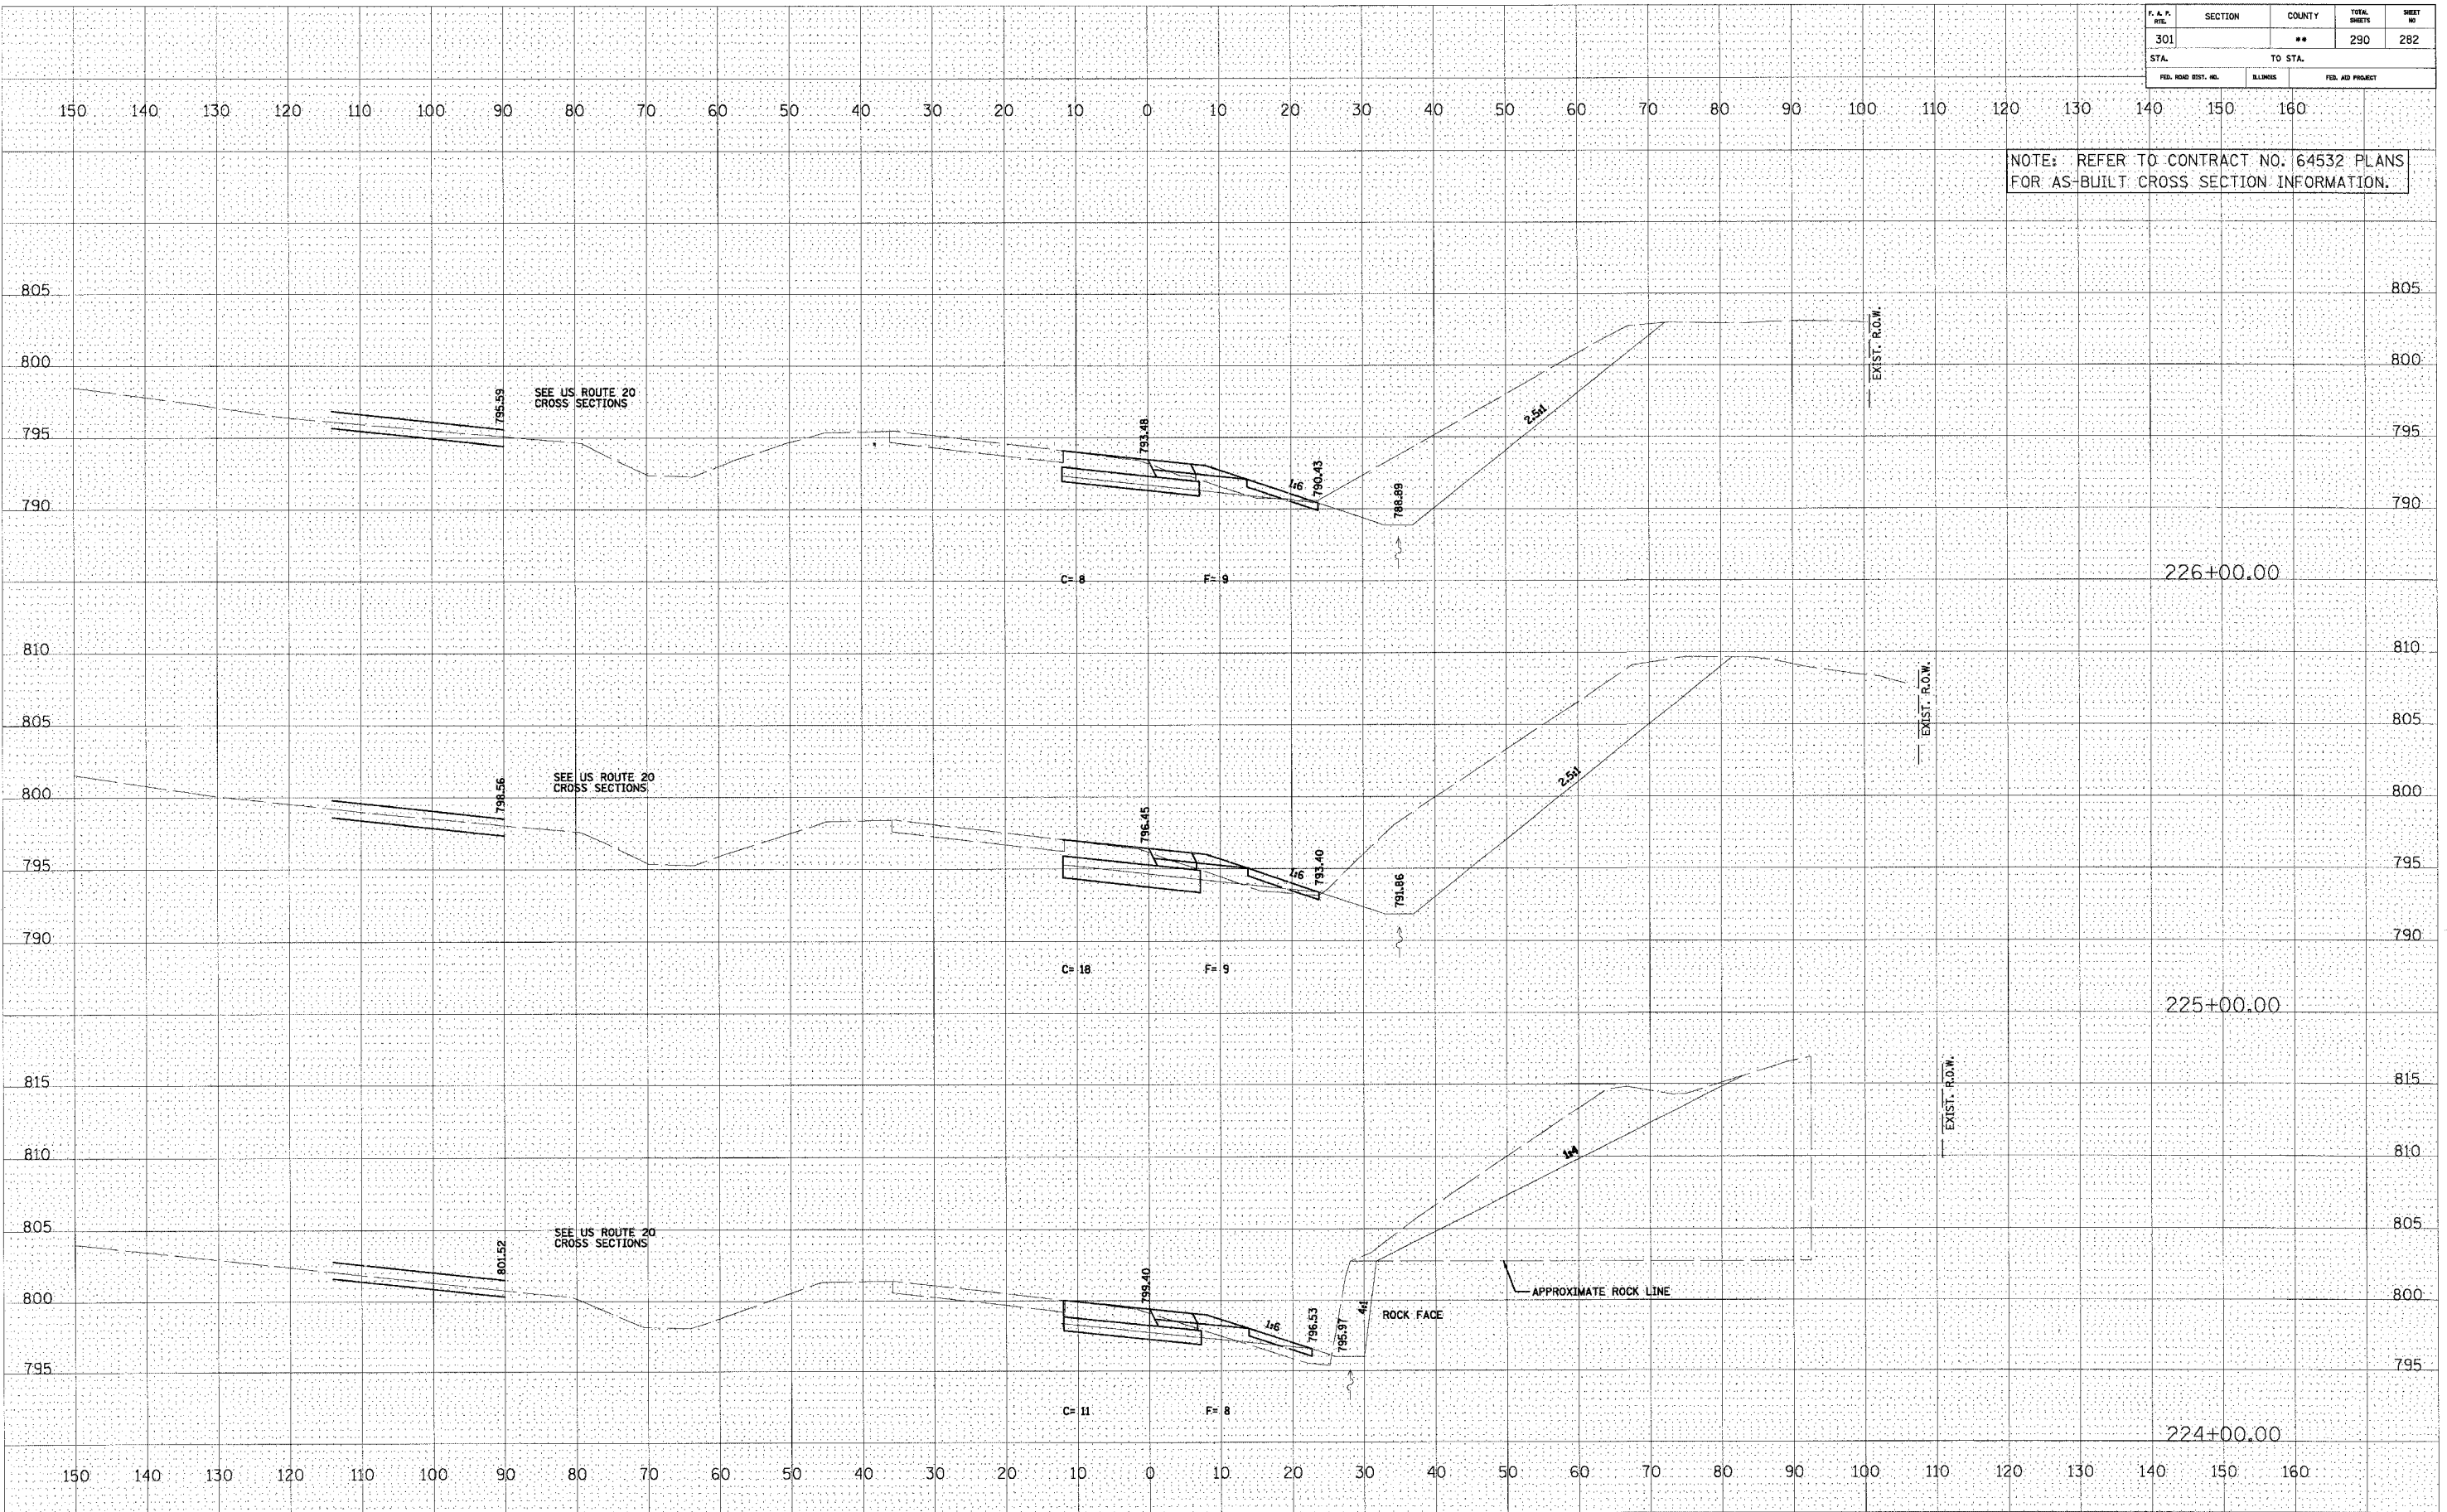 F. A. P. RTE. SECTION COUNTY TOTAL SHEETS SHEET NO
301 ** 290 282
STA. TO STA.
FED. ROAD DIST. NO. ILLINOIS FED. AID PROJECT
150 140 130 120 110 100 90 80 70 60 50 40 30 20 10 0 10 20 30 40 50 60 70 80 90 100 110 120 130 140 150 160
NOTE: REFER TO CONTRACT NO. 64532 PLANS
FOR AS-BUILT CROSS SECTION INFORMATION.
805 805
EXIST. R.O.W.
800 800
795.59
SEE US ROUTE 20
CROSS SECTIONS
2.5:1
795 795
793.48
1:6
790.43
788.89
790 790
C= 8 F= 9
226+00.00
810 810
EXIST. R.O.W.
805 805
SEE US ROUTE 20
CROSS SECTIONS
2.5:1
798.56
800 800
796.45
1:6
793.40
791.86
795 795
790 790
C= 18 F= 9
225+00.00
815 815
EXIST. R.O.W.
810 810
1:4
805 805
SEE US ROUTE 20
CROSS SECTIONS
801.52
800 800
APPROXIMATE ROCK LINE
799.40
1:6
796.53
795.97
4:1
ROCK FACE
795 795
C= 11 F= 8
224+00.00
150 140 130 120 110 100 90 80 70 60 50 40 30 20 10 0 10 20 30 40 50 60 70 80 90 100 110 120 130 140 150 160